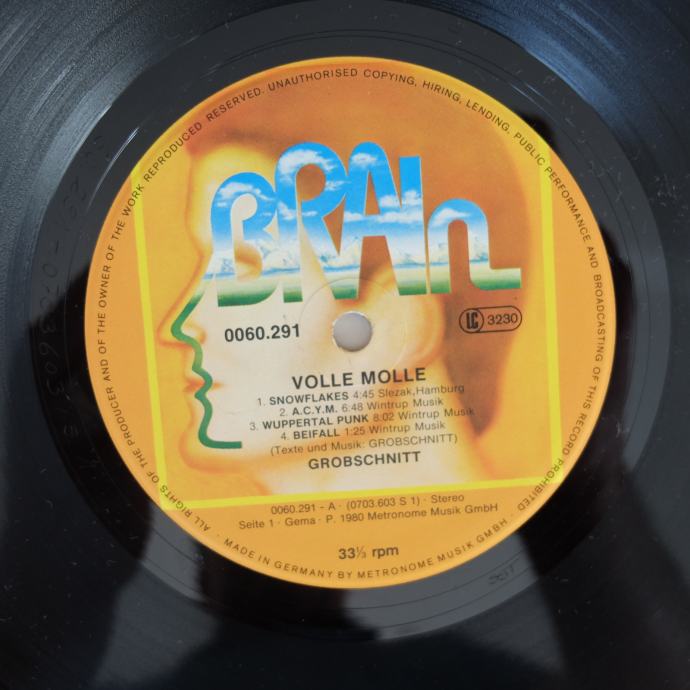 ALL RIGHTS OF THE PRODUCER AND OF THE OWNER OF THE WORK REPRODUCED RESERVED. UNAUTHORISED COPYING, HIRING, LENDING, PUBLIC PERFORMANCE AND BROADCASTING OF THIS RECORD PROHIBITED
BRAIn
0060.291
LC 3230
VOLLE MOLLE
1. SNOWFLAKES 4:45 Slezak,Hamburg
2. A.C.Y.M. 6:48 Wintrup Musik
3. WUPPERTAL PUNK 8:02 Wintrup Musik
4. BEIFALL 1:25 Wintrup Musik
(Texte und Musik: GROBSCHNITT)
GROBSCHNITT
0060.291 - A · (0703.603 S 1) · Stereo
Seite 1 · Gema · P. 1980 Metronome Musik GmbH
33⅓ rpm
· MADE IN GERMANY BY METRONOME MUSIK GMBH ·